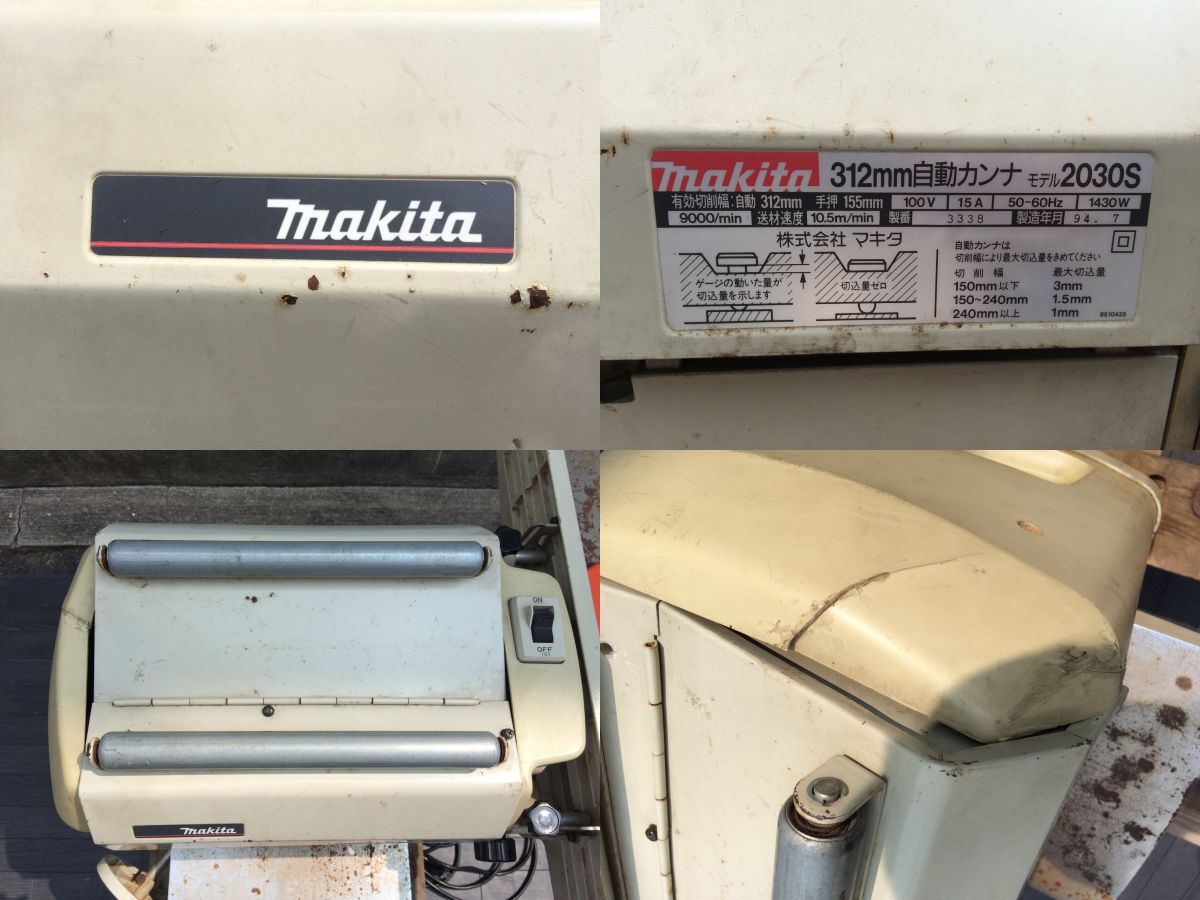 makita
makita 312mm自動カンナ モデル2030S
有効切削幅:自動 312mm 手押 155mm 100V 15A 50-60Hz 1430W
9000/min 送材速度 10.5m/min 製番 3338 製造年月 94. 7
株式会社 マキタ
ゲージの動いた量が
切込量を示します
切込量ゼロ
自動カンナは
切削幅により最大切込量をきめてください
切削幅 最大切込量
150mm以下 3mm
150~240mm 1.5mm
240mm以上 1mm
8510425
ON
OFF
makita